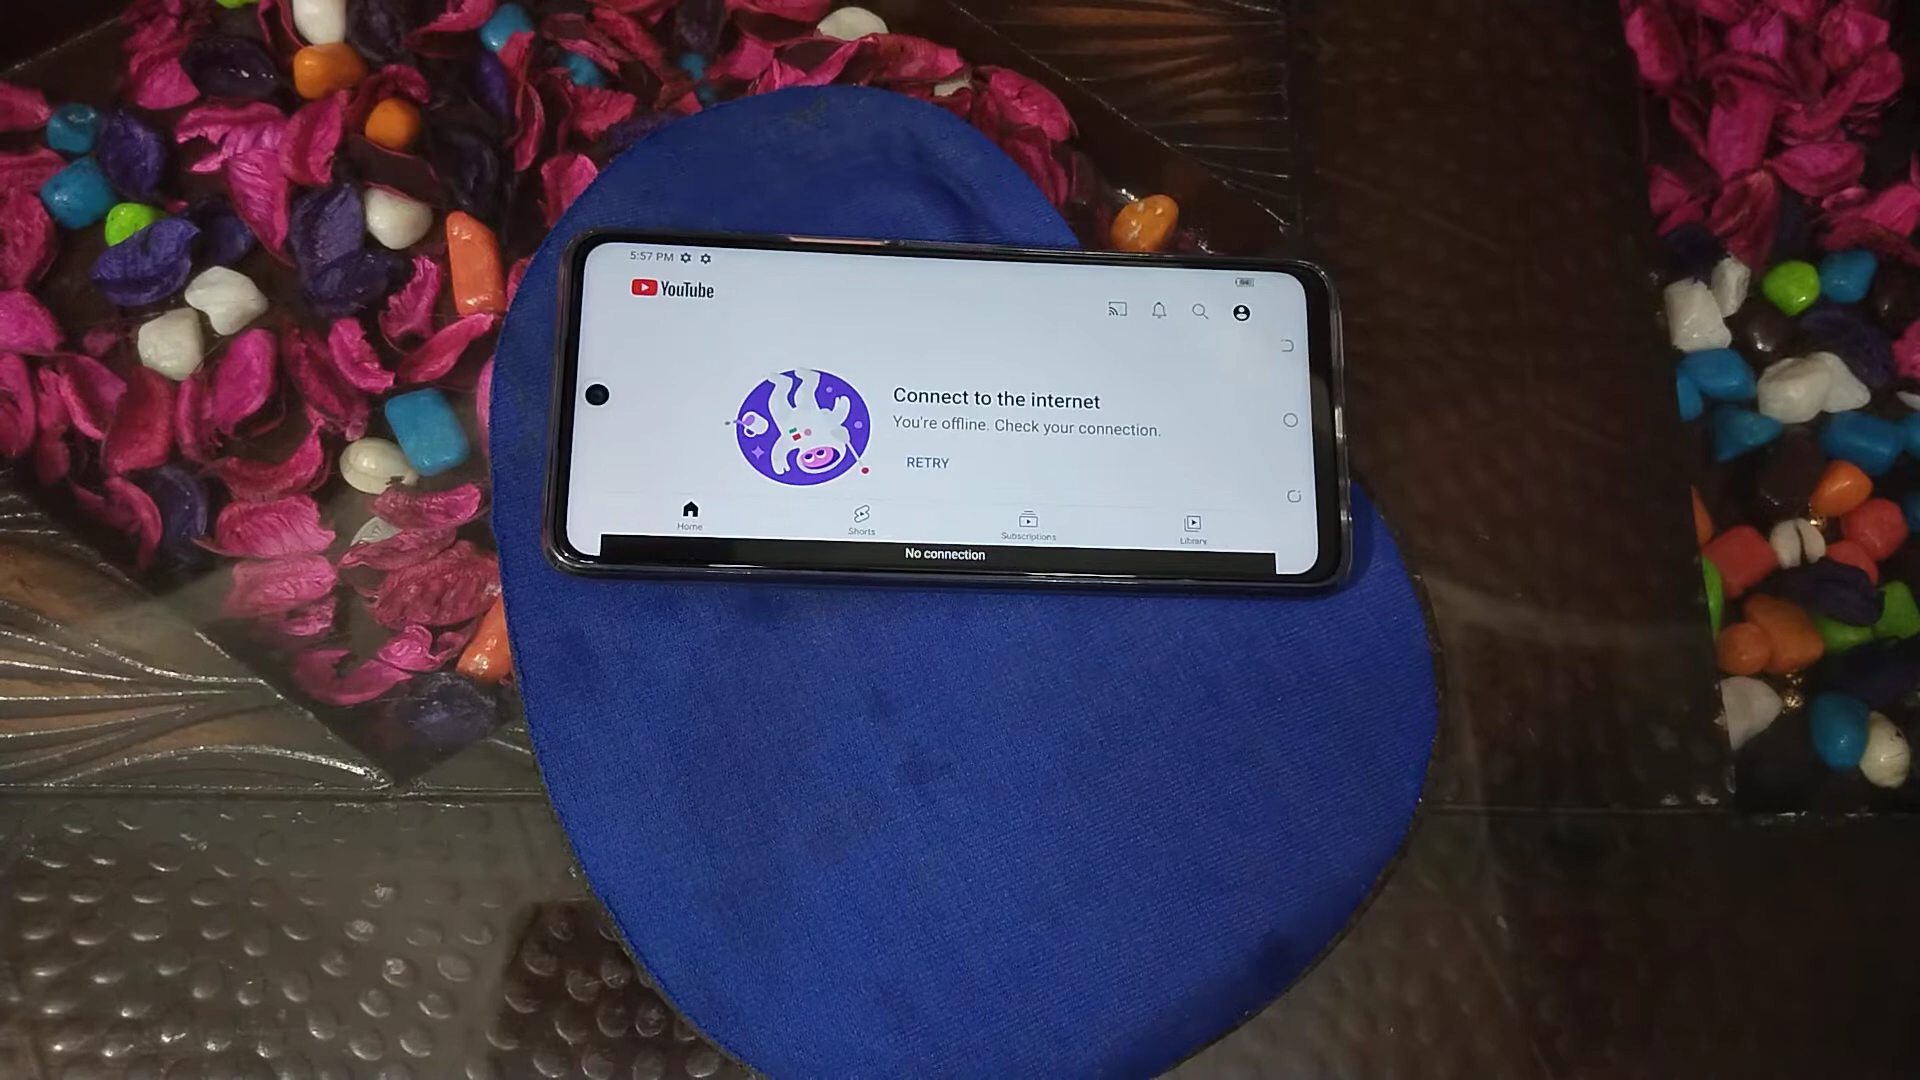 5:57 PM
YouTube
Connect to the internet
You're offline. Check your connection.
RETRY
Home
Shorts
Subscriptions
Library
No connection